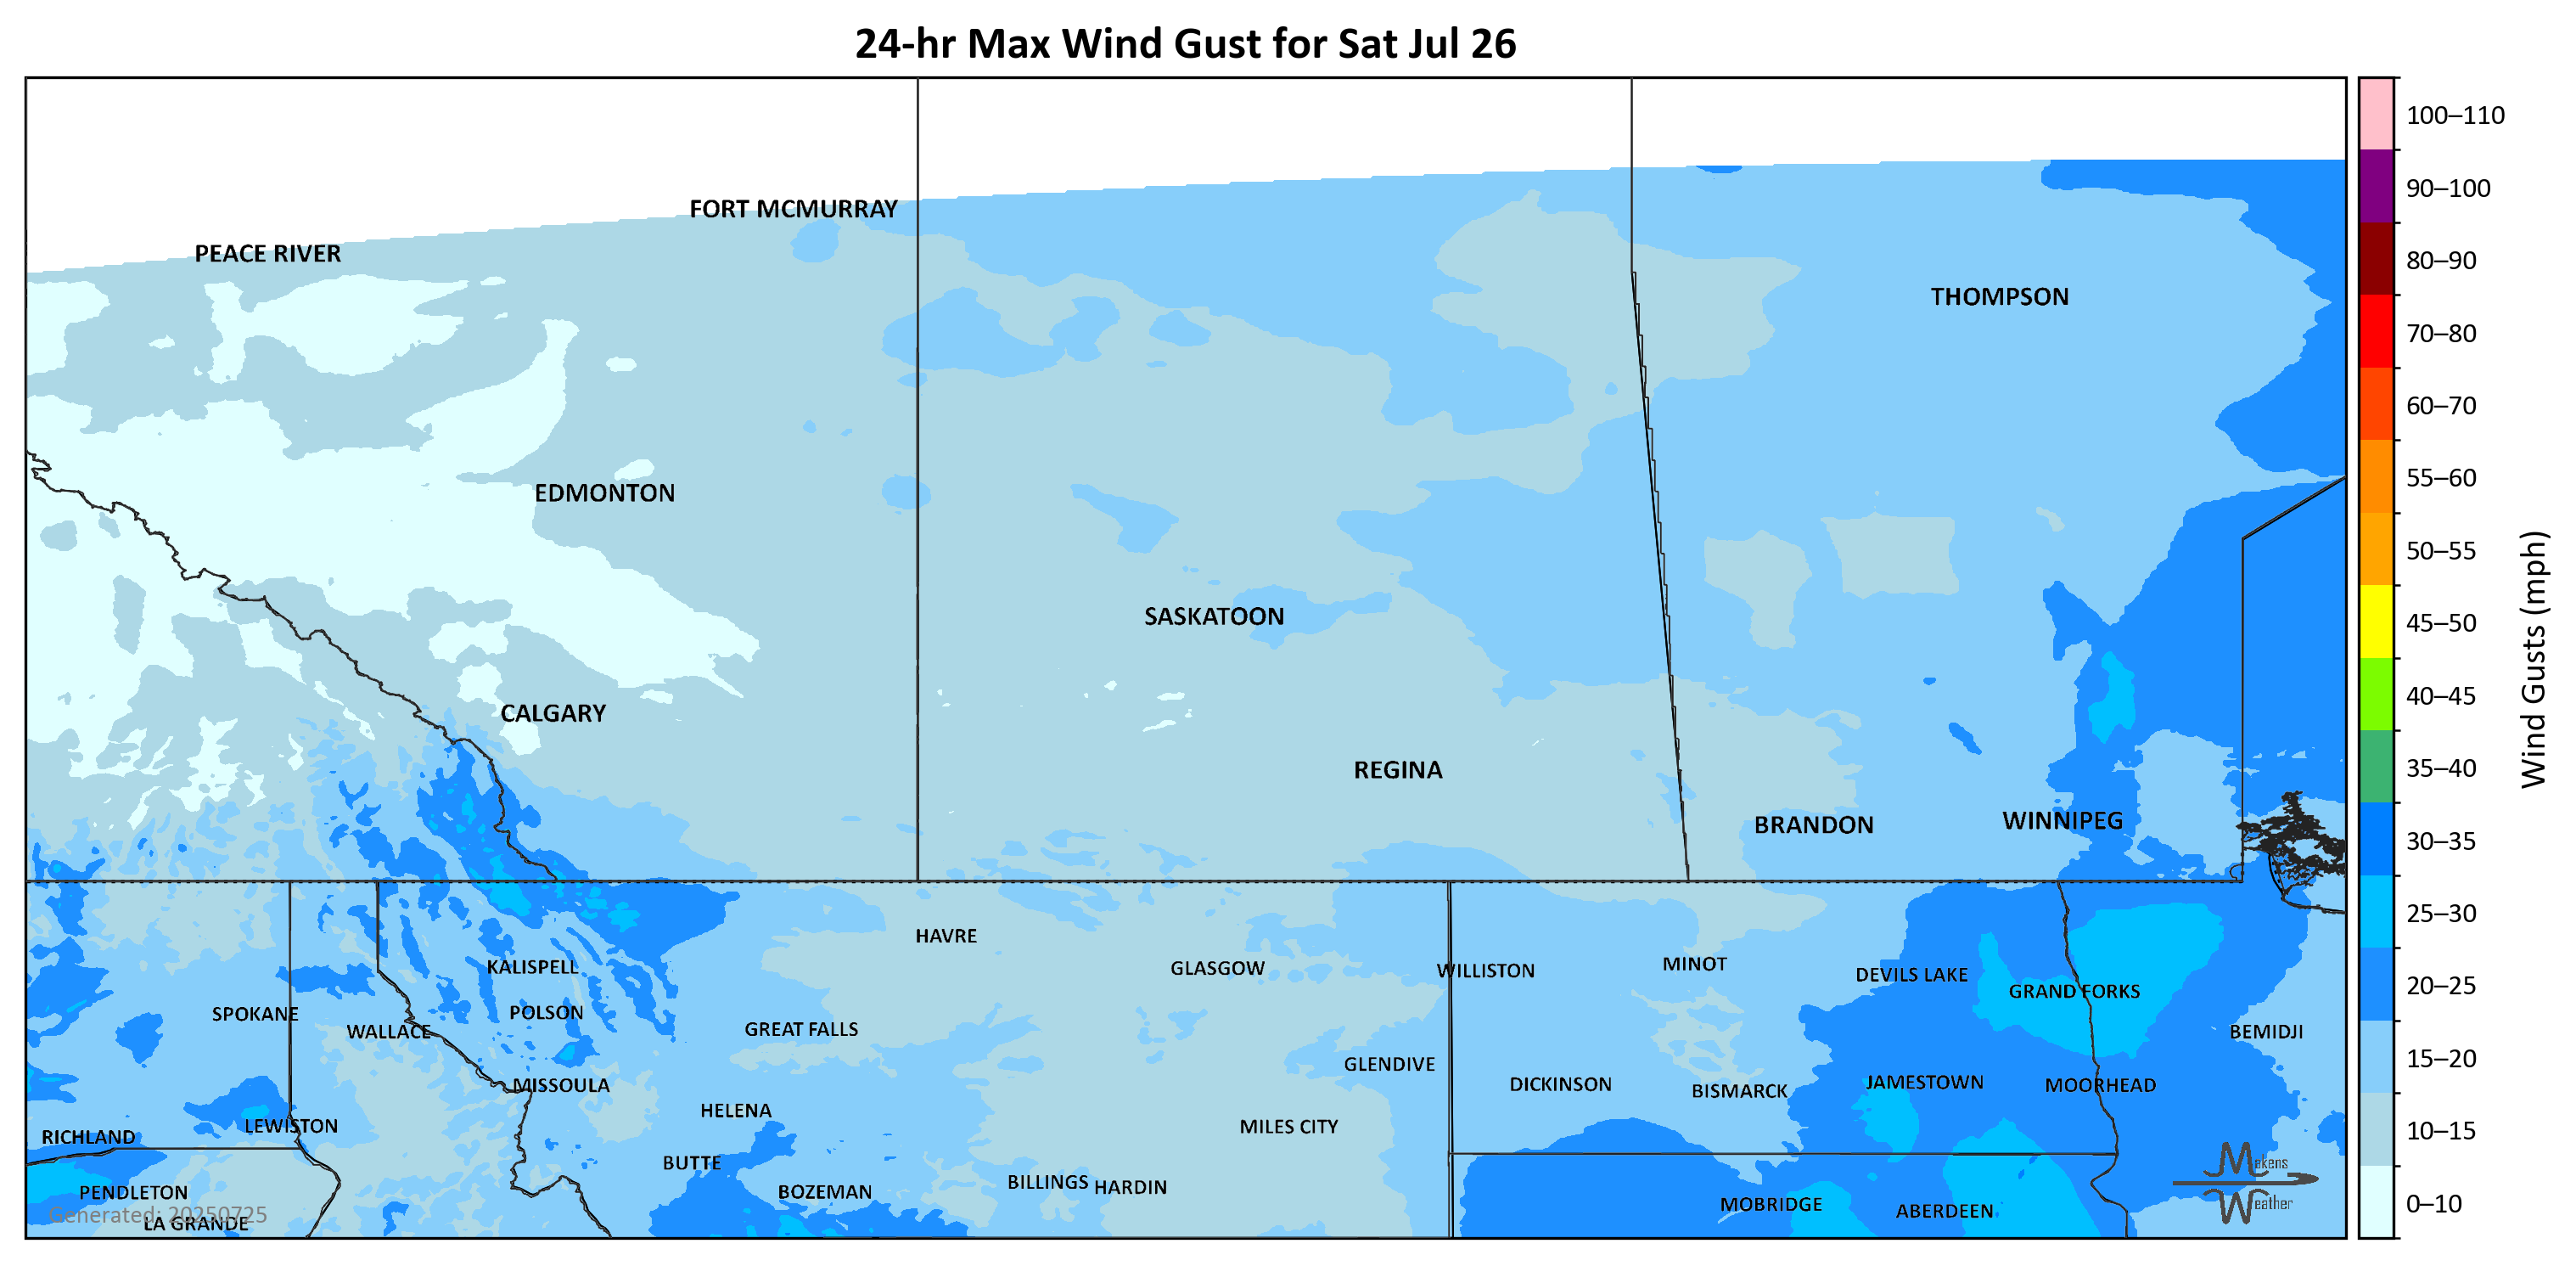 24-hr Max Wind Gust for Sat Jul 26
100–110
90–100
80–90
70–80
60–70
55–60
50–55
45–50
40–45
35–40
30–35
25–30
20–25
15–20
10–15
0–10
Wind Gusts (mph)
FORT MCMURRAY
PEACE RIVER
THOMPSON
EDMONTON
SASKATOON
CALGARY
REGINA
WINNIPEG
BRANDON
HAVRE
MINOT
KALISPELL
GLASGOW
WILLISTON
DEVILS LAKE
GRAND FORKS
POLSON
SPOKANE
GREAT FALLS
WALLACE
BEMIDJI
GLENDIVE
JAMESTOWN
DICKINSON
MISSOULA
MOORHEAD
BISMARCK
HELENA
LEWISTON
MILES CITY
RICHLAND
BUTTE
BILLINGS
HARDIN
PENDLETON
BOZEMAN
MOBRIDGE
ABERDEEN
Generated: 20250725
LA GRANDE
Makens
Weather